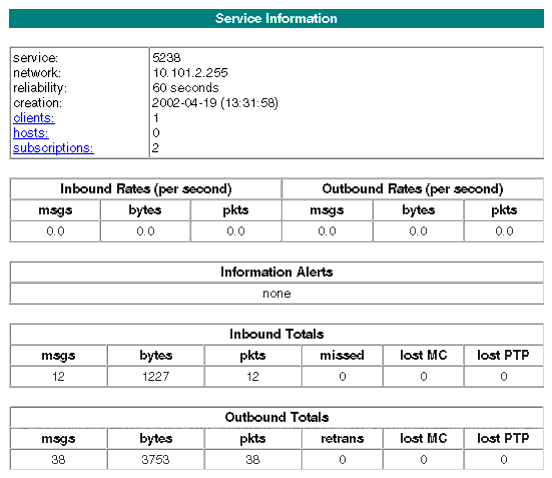 Service Information
service: 5238
network: 10.101.2.255
reliability: 60 seconds
creation: 2002-04-19 (13:31:58)
clients: 1
hosts: 0
subscriptions: 2
Inbound Rates (per second) Outbound Rates (per second)
msgs bytes pkts msgs bytes pkts
0.0 0.0 0.0 0.0 0.0 0.0
Information Alerts
none
Inbound Totals
msgs bytes pkts missed lost MC lost PTP
12 1227 12 0 0 0
Outbound Totals
msgs bytes pkts retrans lost MC lost PTP
38 3753 38 0 0 0